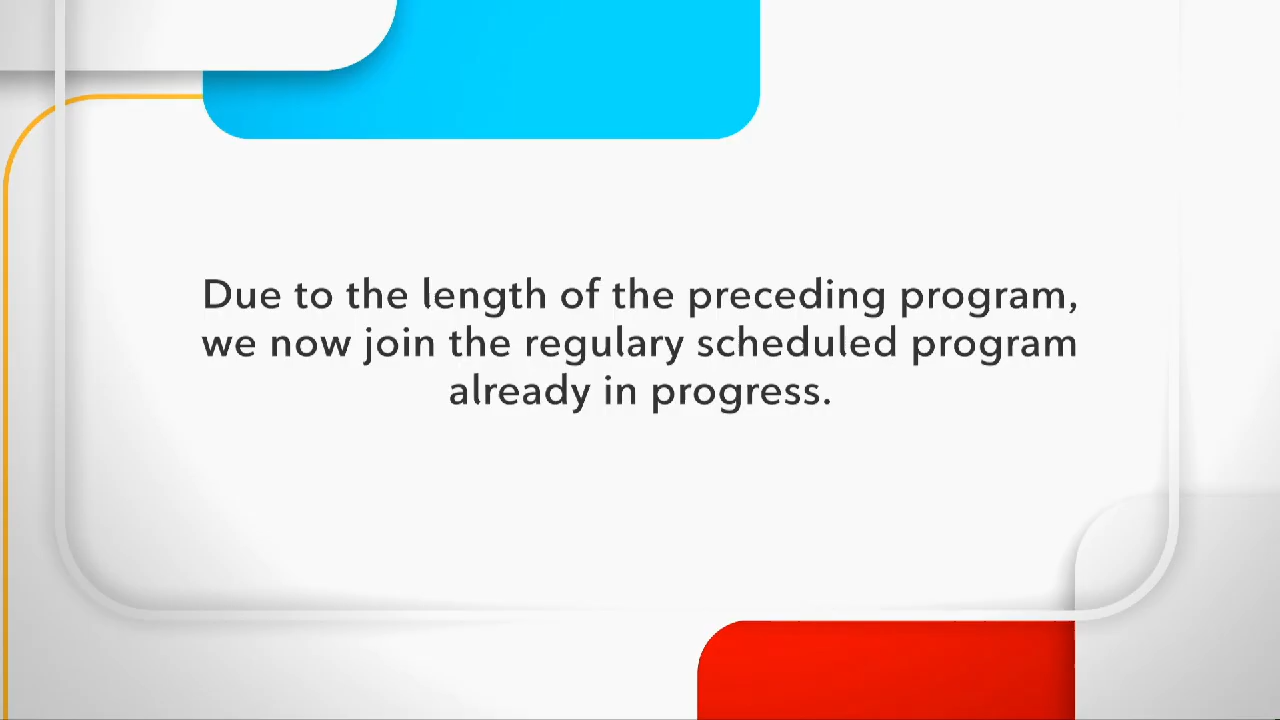 Due to the length of the preceding program,
we now join the regulary scheduled program
already in progress.